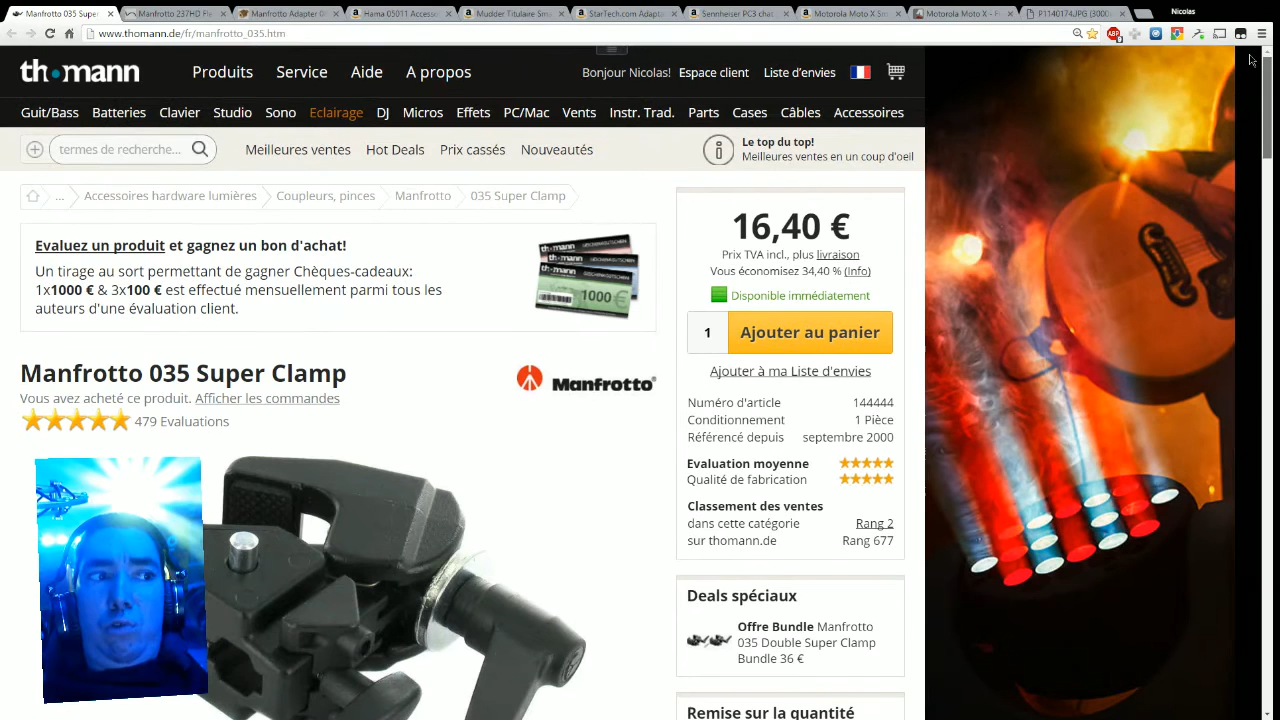 Manfrotto 035 Super
Manfrotto 237HD Fle
Manfrotto Adapter 0
Hama 05011 Accesse
Mudder Titulaire Sm
StarTech.com Adapta
Sennheiser PC3 chat
Motorola Moto X Sm
Motorola Moto X - F
P1140174.JPG (3000
Nicolas
www.thomann.de/fr/manfrotto_035.htm
th•mann
Produits
Service
Aide
A propos
Bonjour Nicolas!
Espace client
Liste d'envies
Guit/Bass
Batteries
Clavier
Studio
Sono
Eclairage
DJ
Micros
Effets
PC/Mac
Vents
Instr. Trad.
Parts
Cases
Câbles
Accessoires
termes de recherche...
Meilleures ventes
Hot Deals
Prix cassés
Nouveautés
Le top du top!
Meilleures ventes en un coup d'oeil
...
Accessoires hardware lumières
Coupleurs, pinces
Manfrotto
035 Super Clamp
Evaluez un produit et gagnez un bon d'achat!
Un tirage au sort permettant de gagner Chèques-cadeaux:
1x1000 € & 3x100 € est effectué mensuellement parmi tous les
auteurs d'une évaluation client.
th•mann
1000 €
Manfrotto 035 Super Clamp
Vous avez acheté ce produit. Afficher les commandes
479 Evaluations
Manfrotto
16,40 €
Prix TVA incl., plus livraison
Vous économisez 34,40 % (Info)
Disponible immédiatement
1
Ajouter au panier
Ajouter à ma Liste d'envies
Numéro d'article 144444
Conditionnement 1 Pièce
Référencé depuis septembre 2000
Evaluation moyenne
Qualité de fabrication
Classement des ventes
dans cette catégorie Rang 2
sur thomann.de Rang 677
Deals spéciaux
Offre Bundle Manfrotto
035 Double Super Clamp
Bundle 36 €
Remise sur la quantité